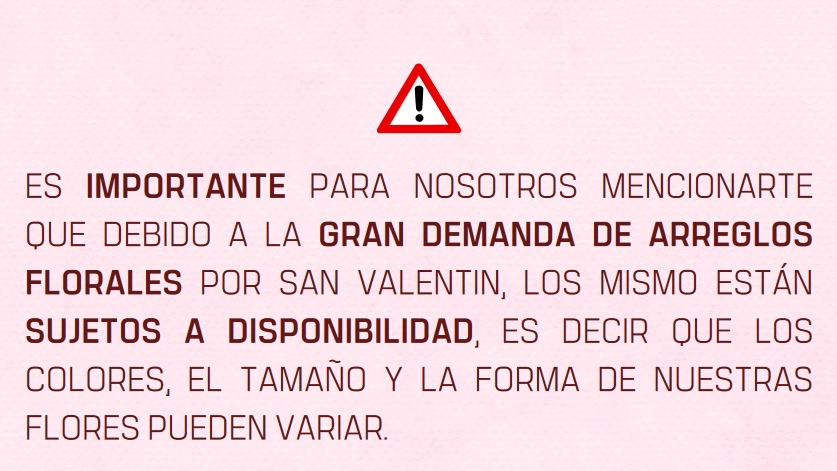 ES IMPORTANTE PARA NOSOTROS MENCIONARTE
QUE DEBIDO A LA GRAN DEMANDA DE ARREGLOS
FLORALES POR SAN VALENTIN, LOS MISMO ESTÁN
SUJETOS A DISPONIBILIDAD, ES DECIR QUE LOS
COLORES, EL TAMAÑO Y LA FORMA DE NUESTRAS
FLORES PUEDEN VARIAR.